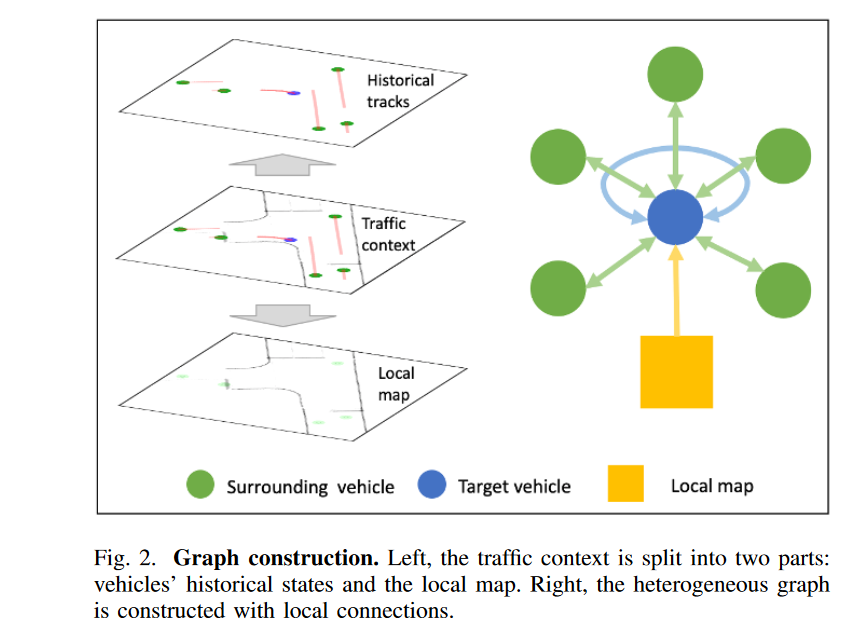 Historical
tracks
Traffic
context
Local
map
Surrounding vehicle
Target vehicle
Local map
Fig. 2. Graph construction. Left, the traffic context is split into two parts:
vehicles’ historical states and the local map. Right, the heterogeneous graph
is constructed with local connections.